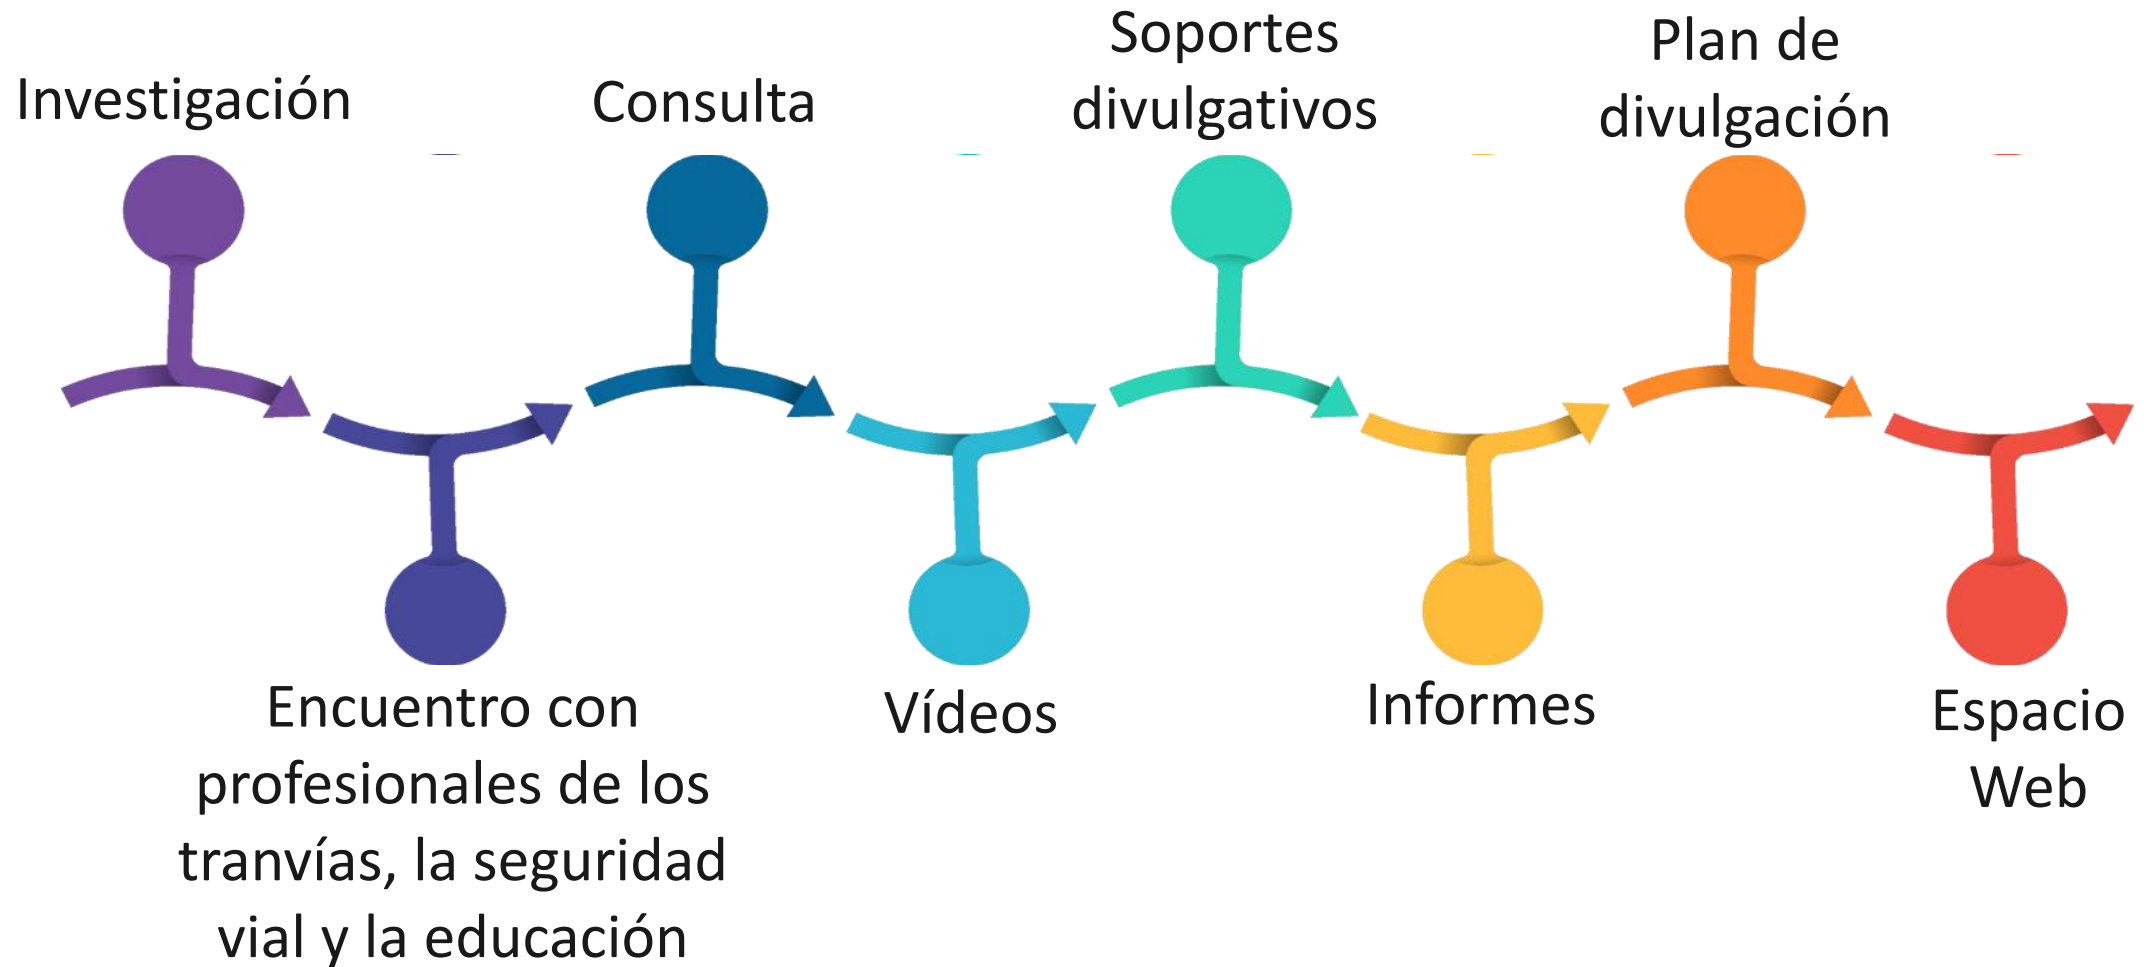 Investigación
Encuentro con
profesionales de los
tranvías, la seguridad
vial y la educación
Consulta
Vídeos
Soportes
divulgativos
Informes
Plan de
divulgación
Espacio
Web